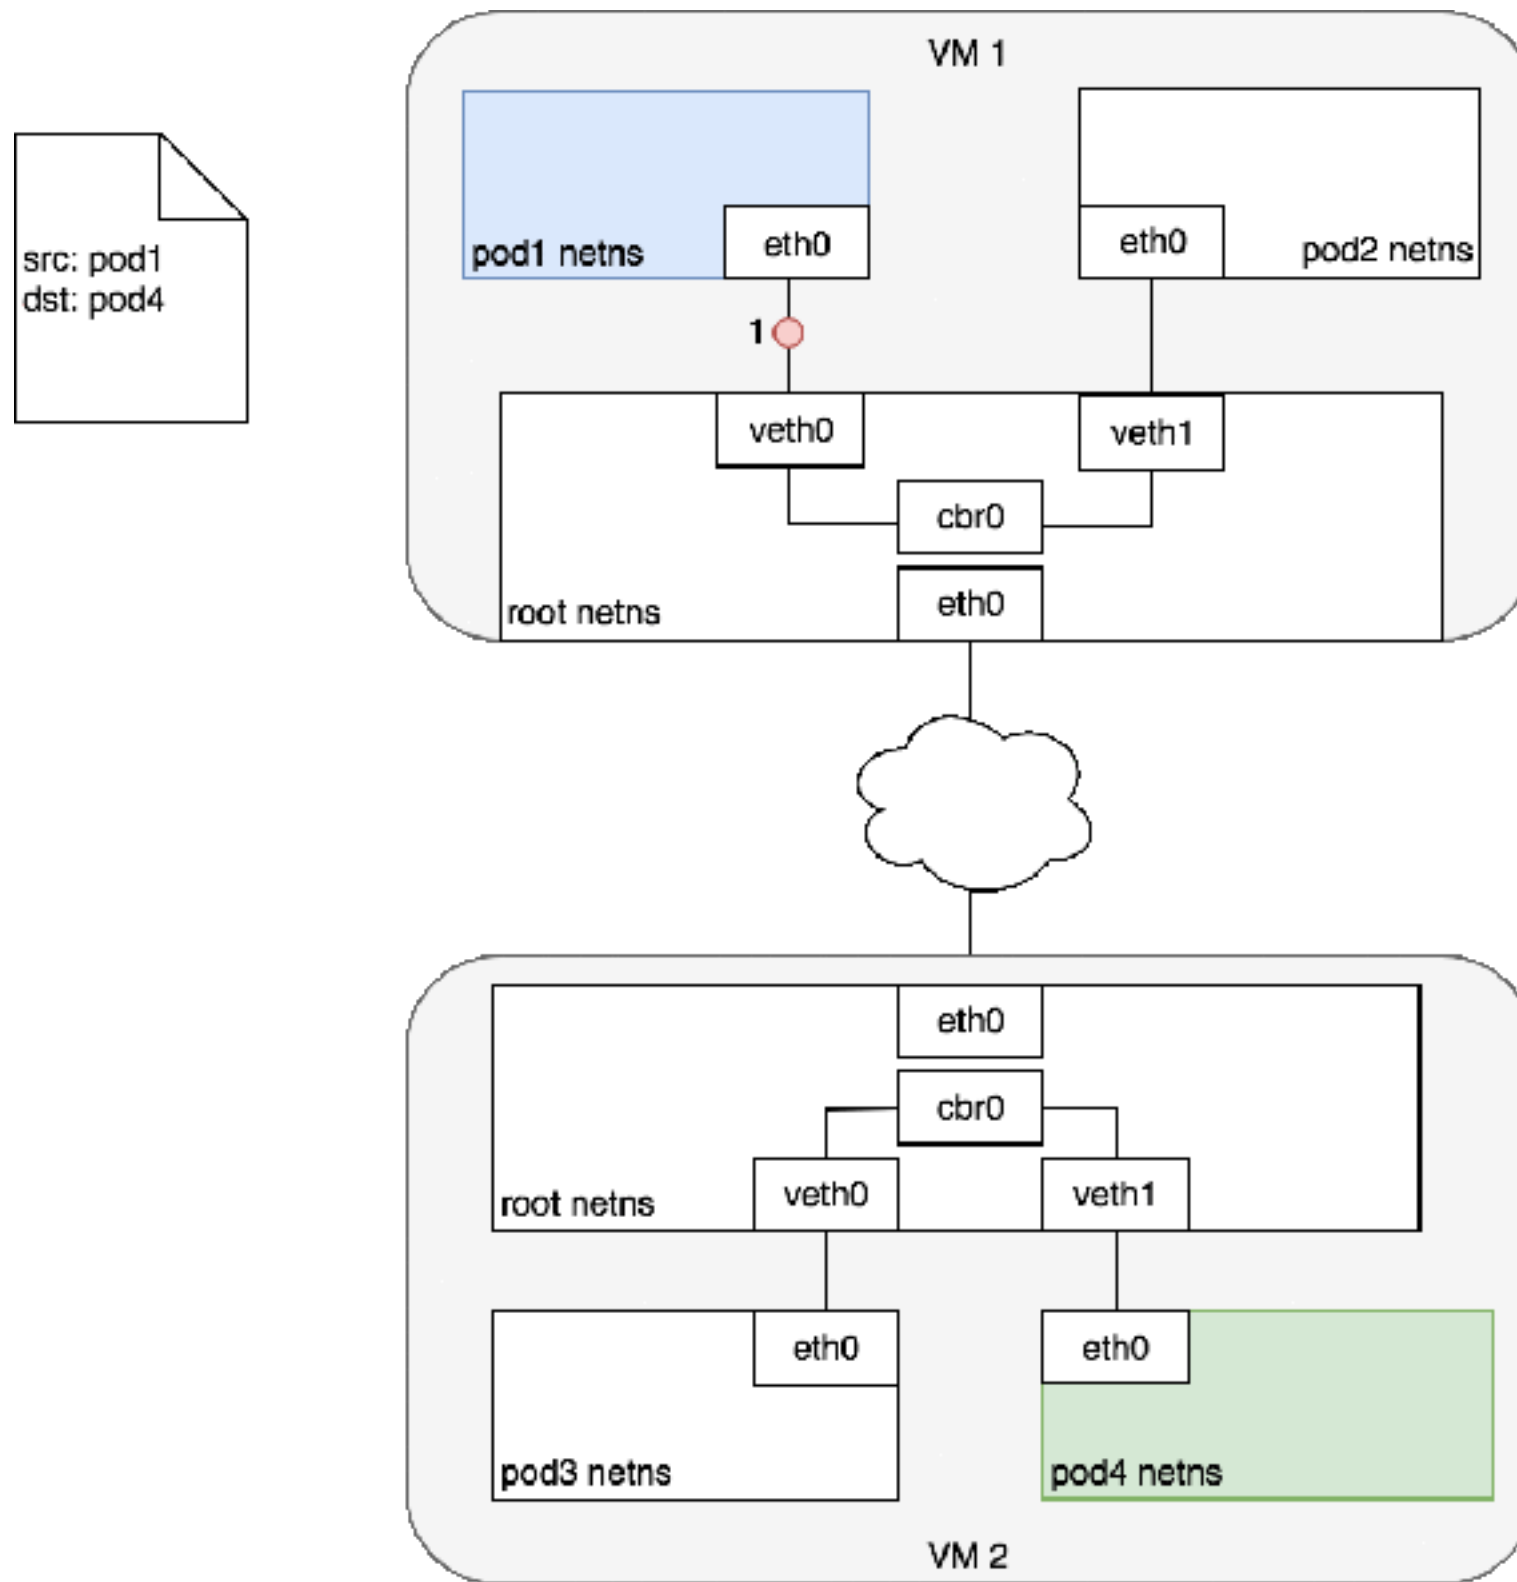 VM 1
src: pod1
dst: pod4
pod1 netns
eth0
eth0
pod2 netns
1
veth0
veth1
cbr0
eth0
root netns
eth0
cbr0
veth0
veth1
root netns
eth0
eth0
pod3 netns
pod4 netns
VM 2